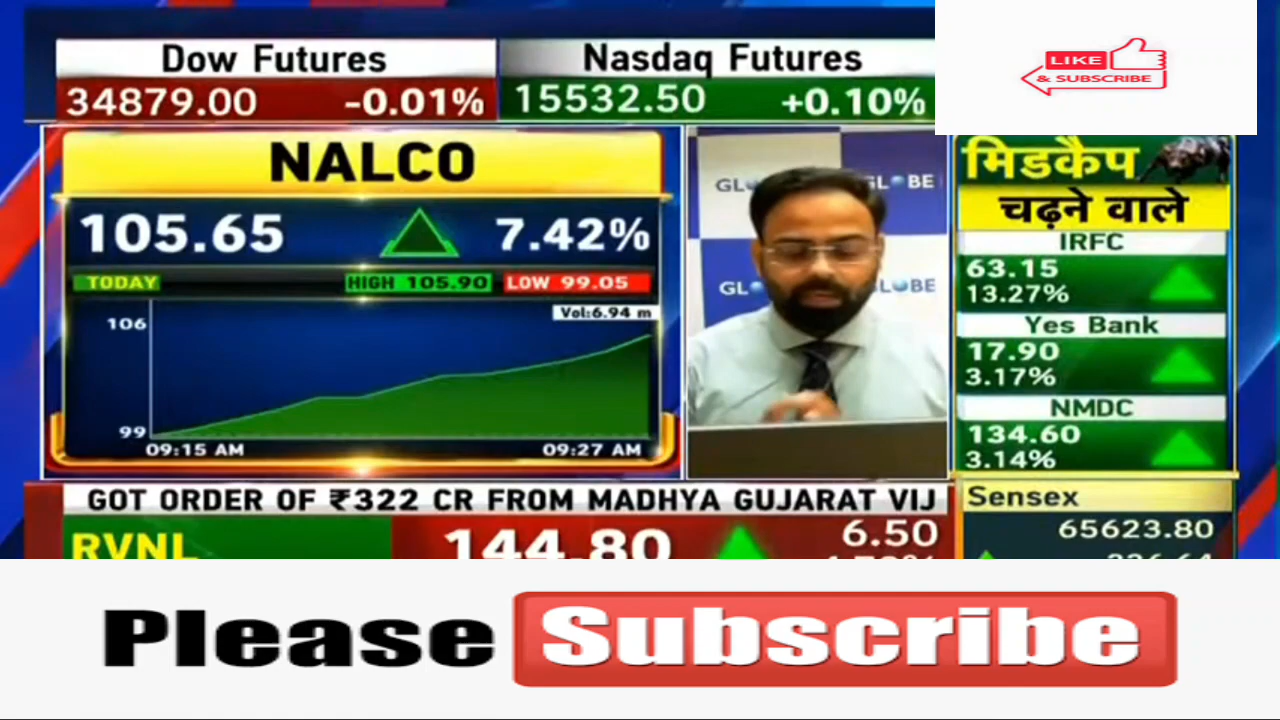 Dow Futures
34879.00 -0.01%
Nasdaq Futures
15532.50 +0.10%
LIKE
& SUBSCRIBE
NALCO
105.65 7.42%
TODAY HIGH 105.90 LOW 99.05
Vol:6.94 m
106
99
09:15 AM 09:27 AM
GLOBE
GLOBE
मिडकैप
चढ़ने वाले
IRFC
63.15
13.27%
Yes Bank
17.90
3.17%
NMDC
134.60
3.14%
GOT ORDER OF ₹322 CR FROM MADHYA GUJARAT VIJ
RVNL 144.80 6.50
Sensex
65623.80
Please Subscribe